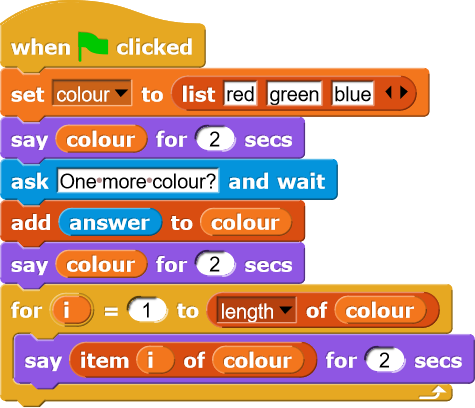 when clicked
set colour to list red green blue
say colour for 2 secs
ask One more colour? and wait
add answer to colour
say colour for 2 secs
for i = 1 to length of colour
say item i of colour for 2 secs